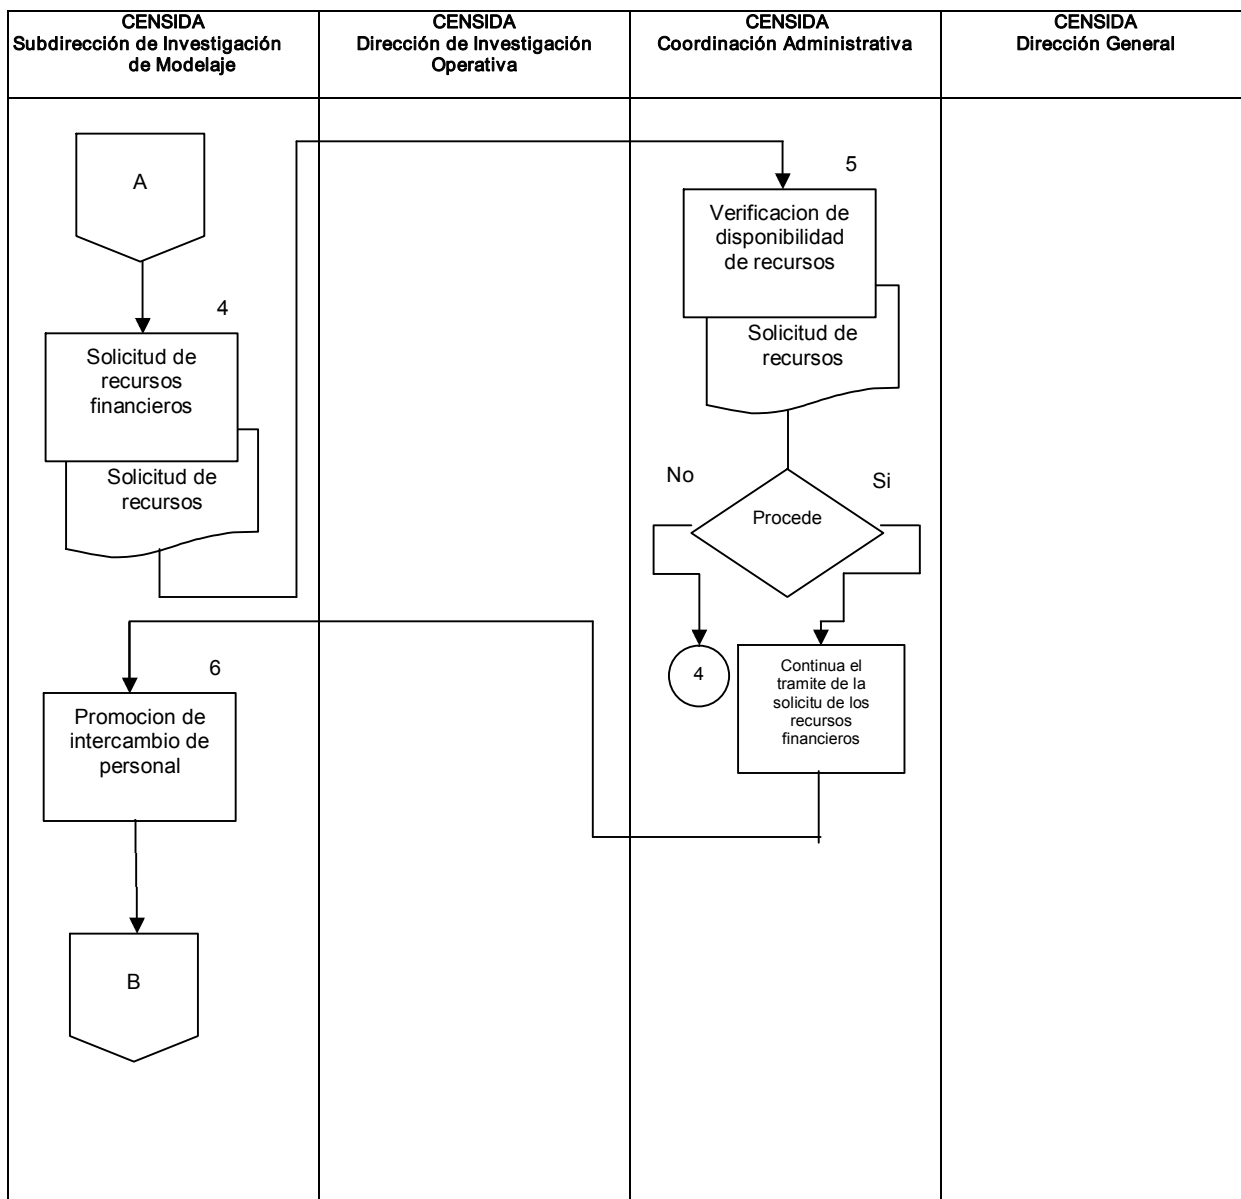 CENSIDA
Subdirección de Investigación
de Modelaje
CENSIDA
Dirección de Investigación
Operativa
CENSIDA
Coordinación Administrativa
CENSIDA
Dirección General
A
4
Solicitud de
recursos
financieros
Solicitud de
recursos
5
Verificacion de
disponibilidad
de recursos
Solicitud de
recursos
No
Si
Procede
4
Continua el
tramite de la
solicitu de los
recursos
financieros
6
Promocion de
intercambio de
personal
B